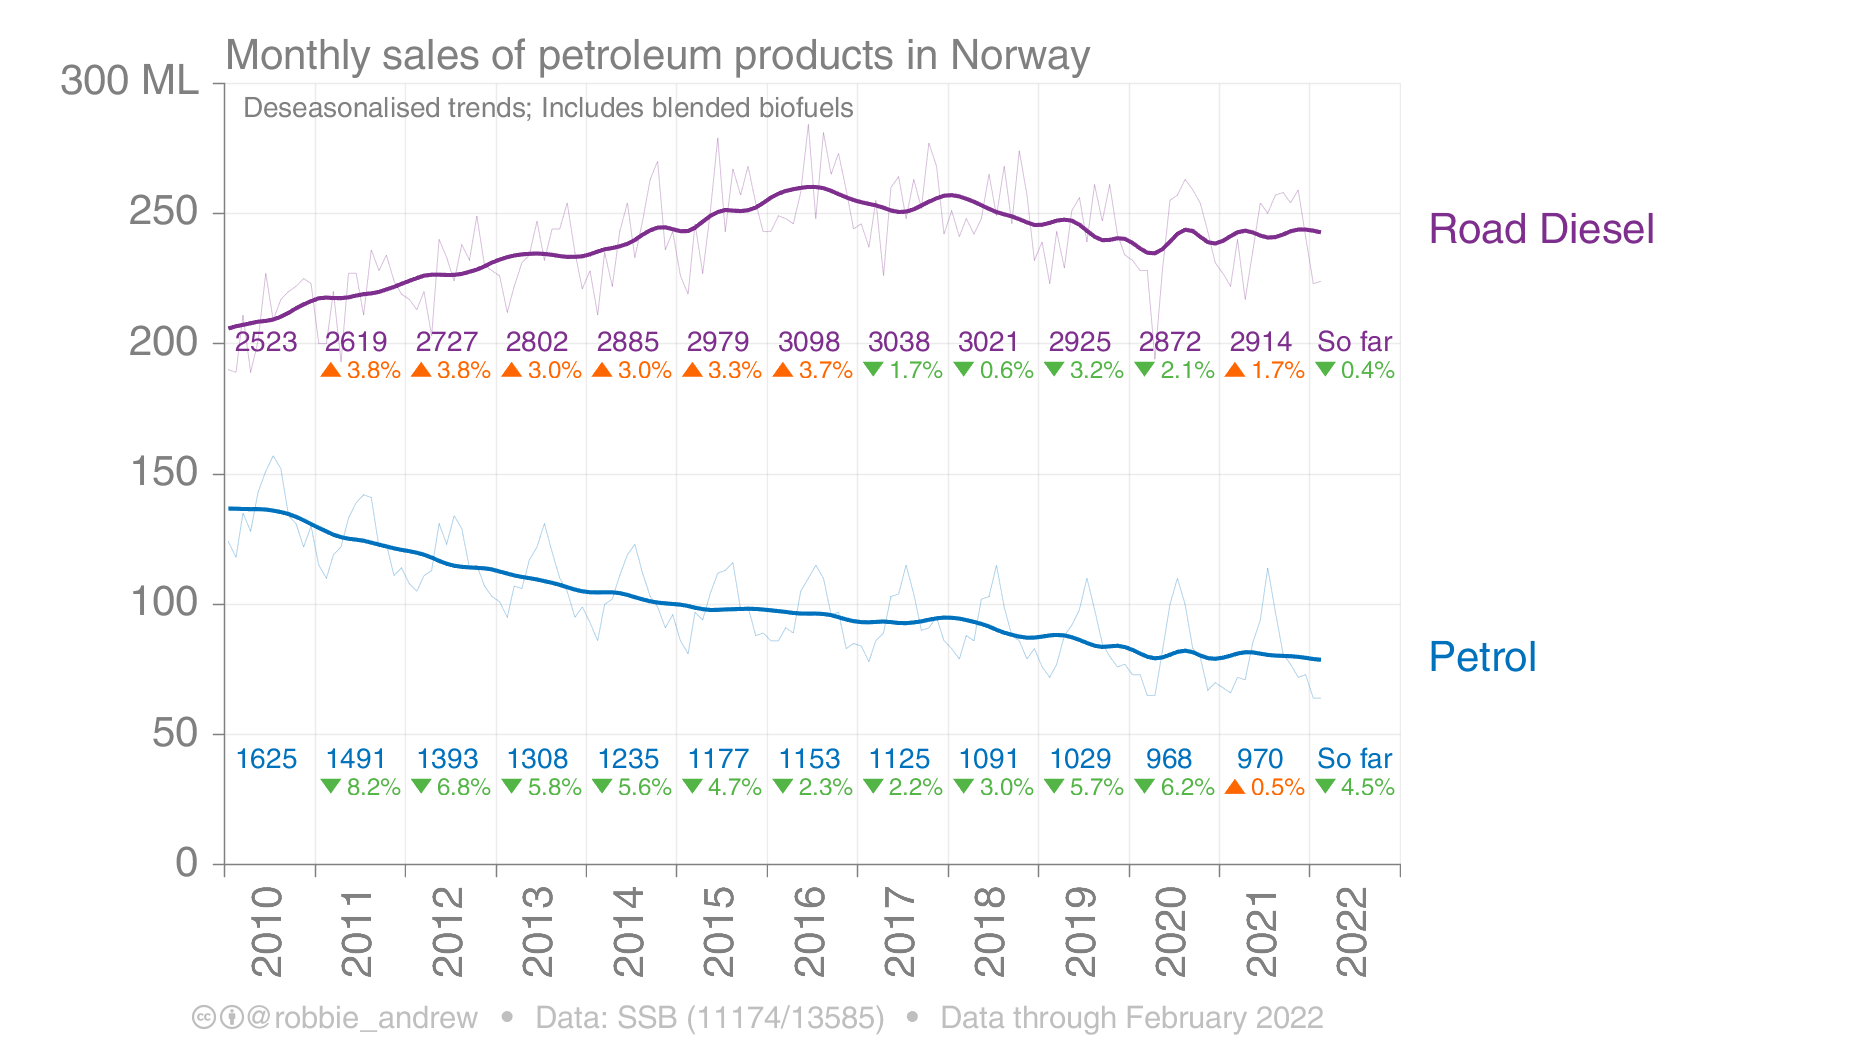 Monthly sales of petroleum products in Norway
300 ML
Deseasonalised trends; Includes blended biofuels
250
Road Diesel
200
2523 2619 2727 2802 2885 2979 3098 3038 3021 2925 2872 2914 So far
▲ 3.8% ▲ 3.8% ▲ 3.0% ▲ 3.0% ▲ 3.3% ▲ 3.7% ▼ 1.7% ▼ 0.6% ▼ 3.2% ▼ 2.1% ▲ 1.7% ▼ 0.4%
150
100
Petrol
50
1625 1491 1393 1308 1235 1177 1153 1125 1091 1029 968 970 So far
▼ 8.2% ▼ 6.8% ▼ 5.8% ▼ 5.6% ▼ 4.7% ▼ 2.3% ▼ 2.2% ▼ 3.0% ▼ 5.7% ▼ 6.2% ▲ 0.5% ▼ 4.5%
0
2010 2011 2012 2013 2014 2015 2016 2017 2018 2019 2020 2021 2022
cc @robbie_andrew • Data: SSB (11174/13585) • Data through February 2022